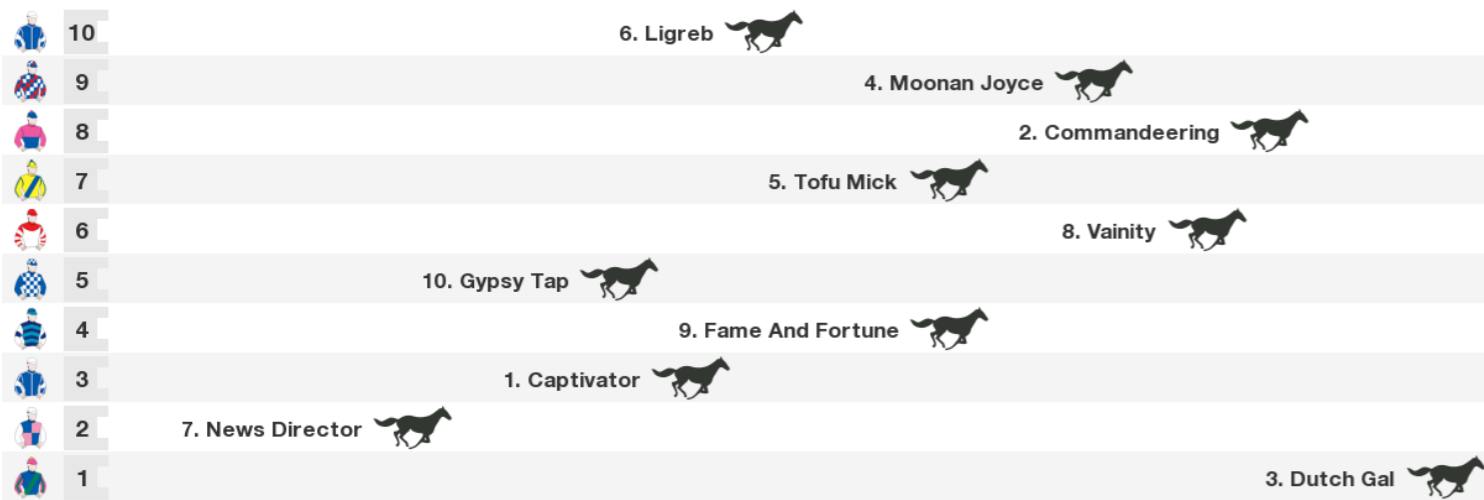 10 6. Ligreb
9 4. Moonan Joyce
8 2. Commandeering
7 5. Tofu Mick
6 8. Vainity
5 10. Gypsy Tap
4 9. Fame And Fortune
3 1. Captivator
2 7. News Director
1 3. Dutch Gal